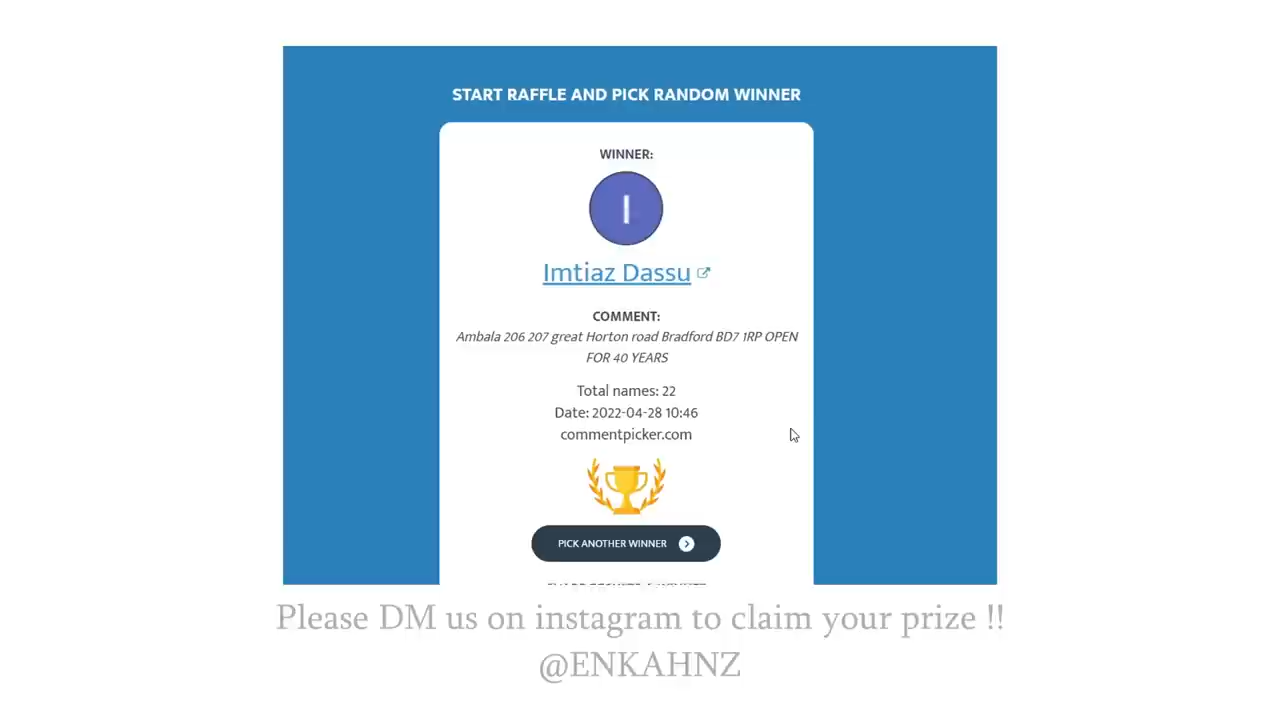 START RAFFLE AND PICK RANDOM WINNER
WINNER:
I
Imtiaz Dassu
COMMENT:
Ambala 206 207 great Horton road Bradford BD7 1RP OPEN
FOR 40 YEARS
Total names: 22
Date: 2022-04-28 10:46
commentpicker.com
PICK ANOTHER WINNER
Please DM us on instagram to claim your prize !!
@ENKAHNZ